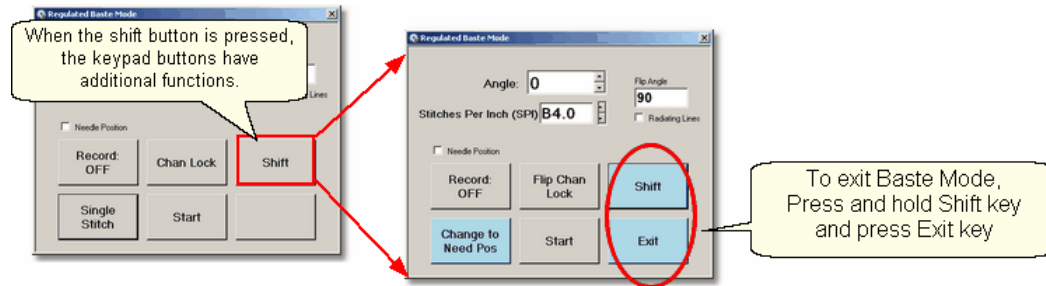 Regulated Baste Mode
When the shift button is pressed,
the keypad buttons have
additional functions.
Lines
Needle Position
Record:
OFF
Chan Lock
Shift
Single
Stitch
Start
Regulated Baste Mode
Angle: 0
Flip Angle
90
Stitches Per Inch (SPI) B4.0
Radiating Lines
Needle Position
Record:
OFF
Flip Chan
Lock
Shift
Change to
Need Pos
Start
Exit
To exit Baste Mode,
Press and hold Shift key
and press Exit key